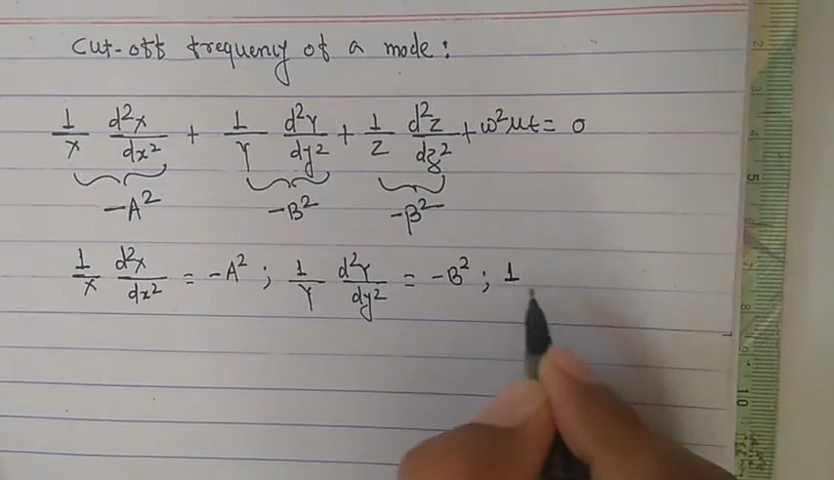 Cut-off frequency of a mode:
1/X d²X/dx² + 1/Y d²Y/dy² + 1/Z d²Z/dz² + ω²με = 0
-A² -B² -β²
1/X d²X/dx² = -A² ; 1/Y d²Y/dy² = -B² ; 1